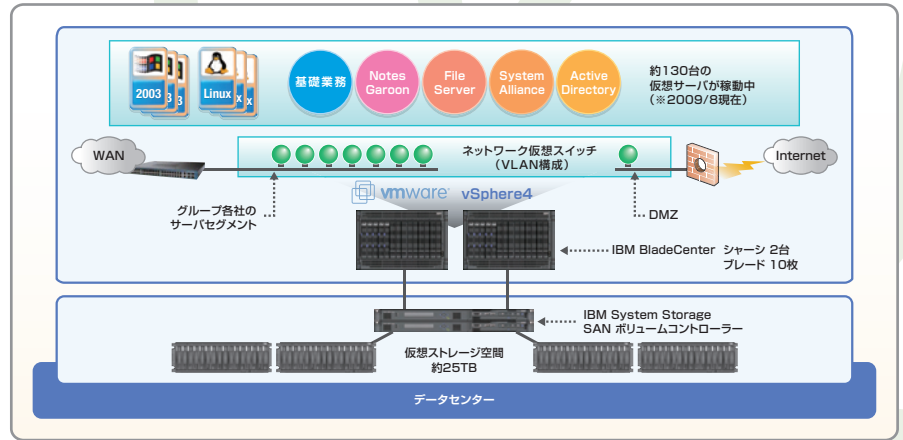 2003
3
3
Linux
x
x
基礎業務
Notes
Garoon
File
Server
System
Alliance
Active
Directory
約130台の
仮想サーバが稼動中
(※2009/8現在)
WAN
ネットワーク仮想スイッチ
(VLAN構成)
Internet
グループ各社の
サーバセグメント
vmware vSphere4
DMZ
IBM BladeCenter シャーシ 2台
ブレード 10枚
IBM System Storage
SAN ボリュームコントローラー
仮想ストレージ空間
約25TB
データセンター